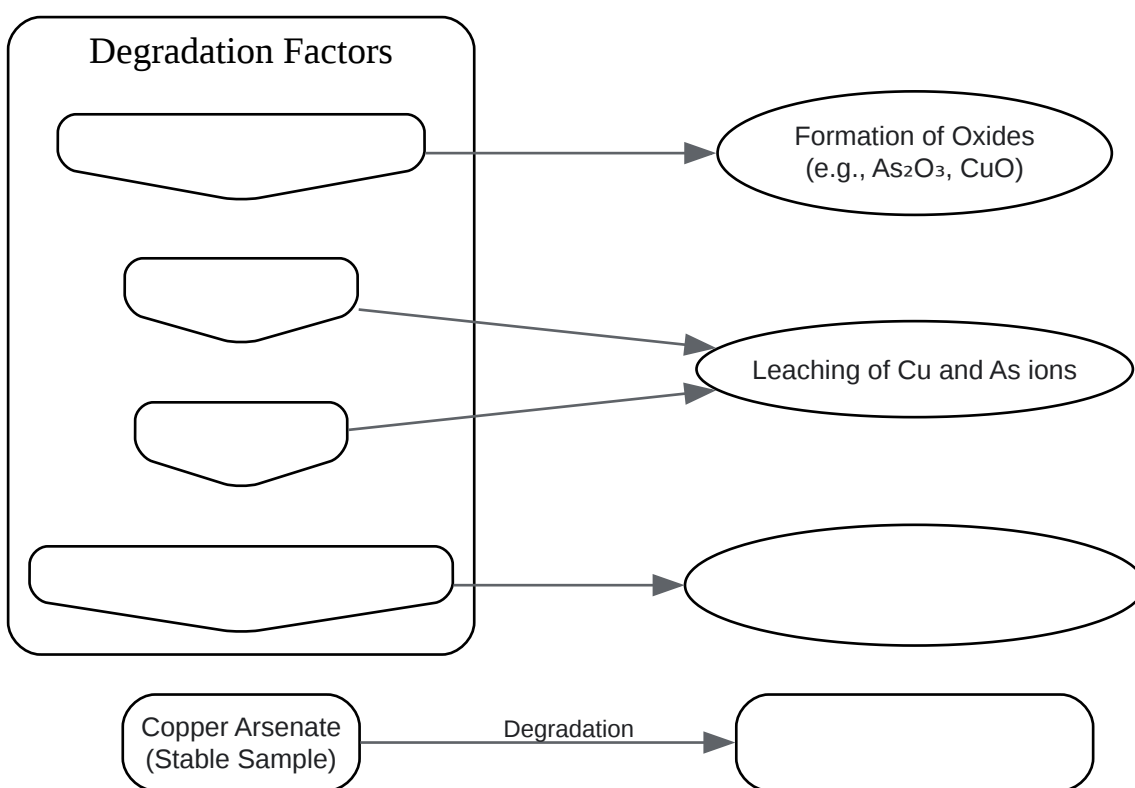 Degradation Factors
Formation of Oxides
(e.g., As₂O₃, CuO)
Leaching of Cu and As ions
Copper Arsenate
(Stable Sample)
Degradation